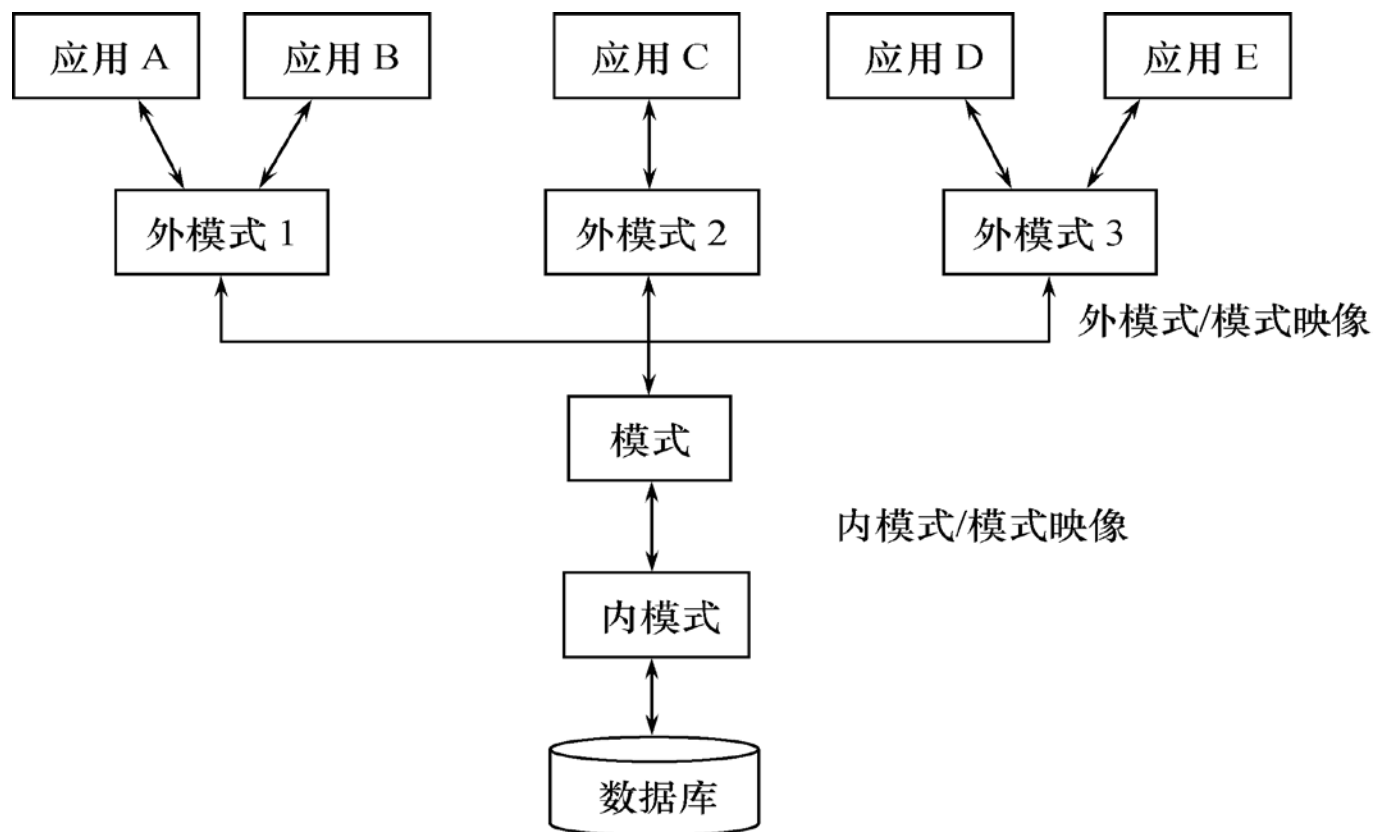 应用 A
应用 B
应用 C
应用 D
应用 E
外模式 1
外模式 2
外模式 3
外模式/模式映像
模式
内模式/模式映像
内模式
数据库